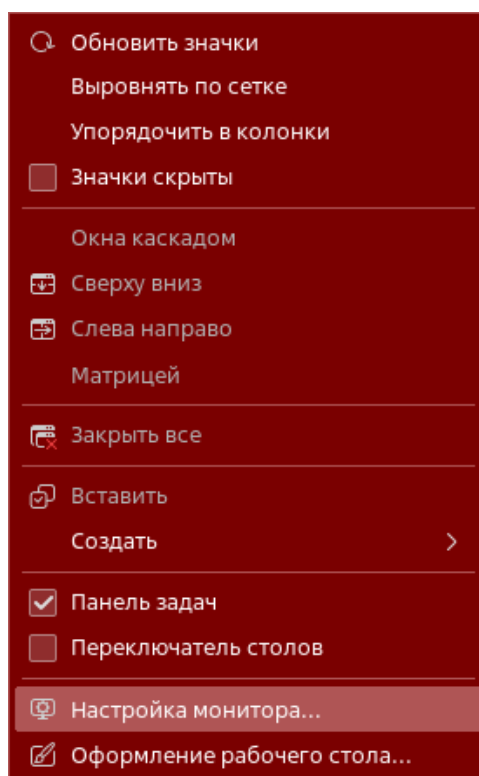 Обновить значки
Выровнять по сетке
Упорядочить в колонки
Значки скрыты
Окна каскадом
Сверху вниз
Слева направо
Матрицей
Закрыть все
Вставить
Создать
Панель задач
Переключатель столов
Настройка монитора...
Оформление рабочего стола...